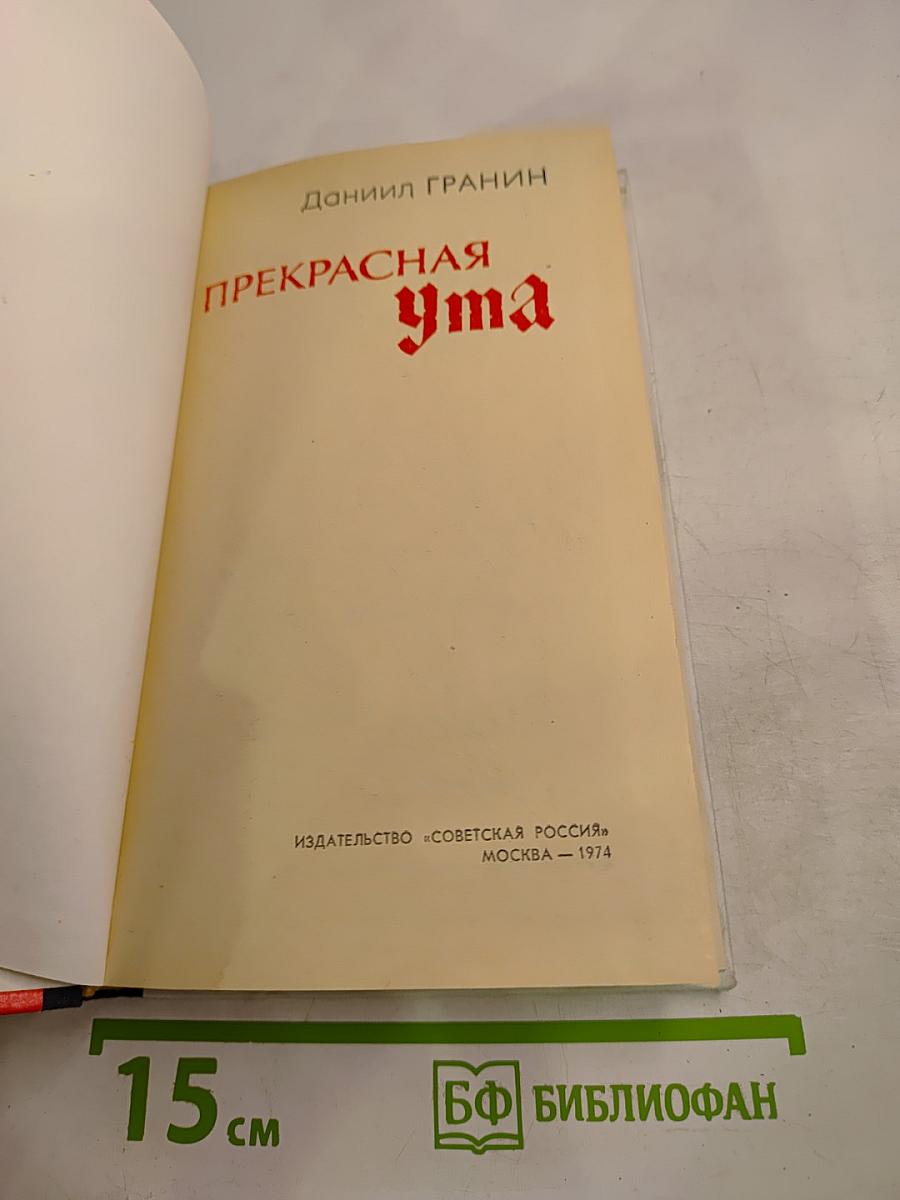 Даниил ГРАНИН
ПРЕКРАСНАЯ
Ута
ИЗДАТЕЛЬСТВО «СОВЕТСКАЯ РОССИЯ»
МОСКВА — 1974
15 см
БФ БИБЛИОФАН